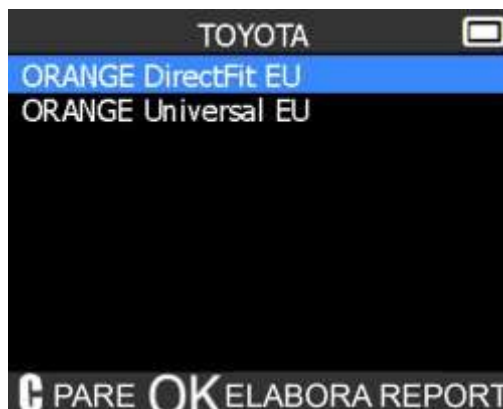 TOYOTA
ORANGE DirectFit EU
ORANGE Universal EU
C PARE OK ELABORA REPORT